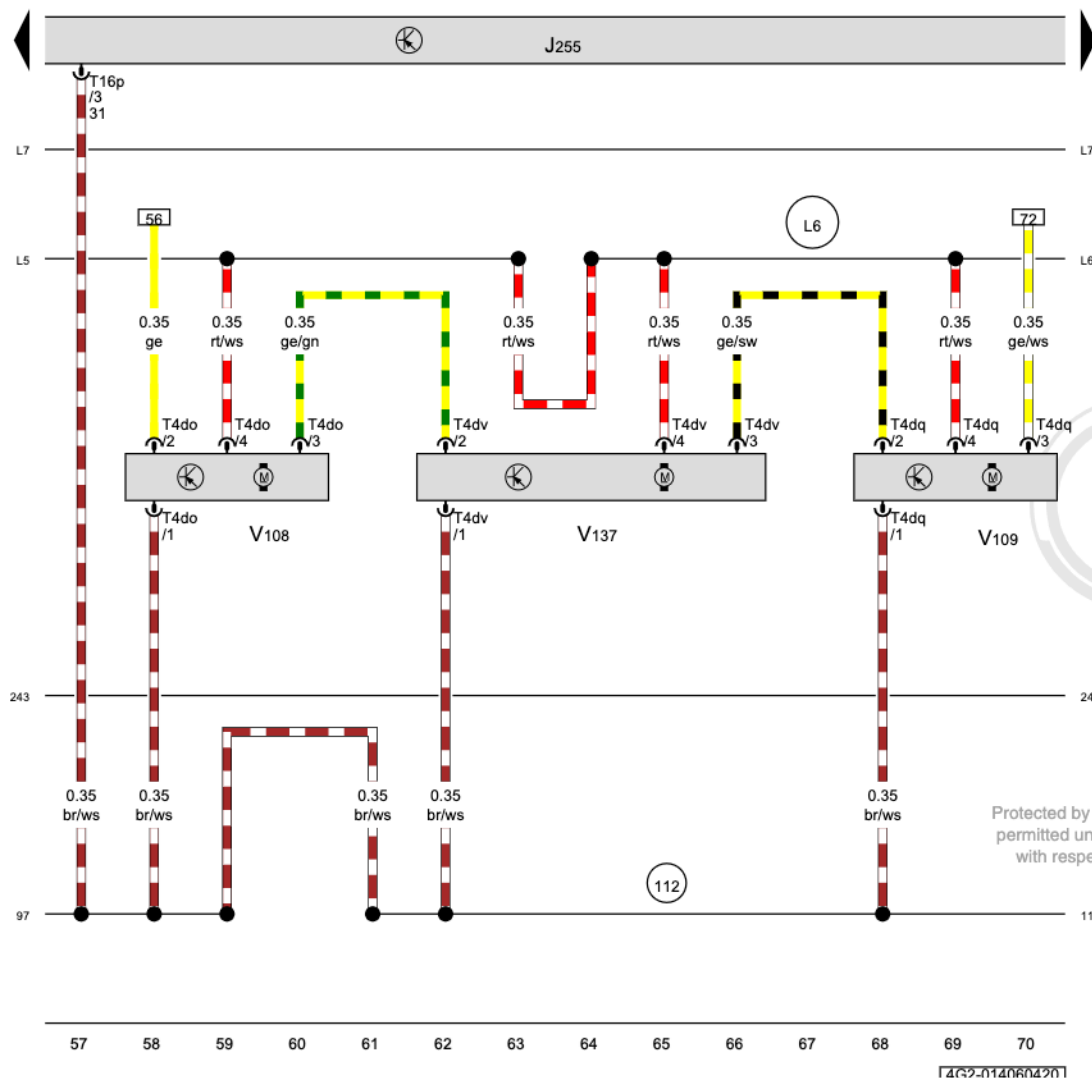 J255
T16p
/3
31
L7
L7
56
L6
72
L5
L6
0.35
ge
0.35
rt/ws
0.35
ge/gn
0.35
rt/ws
0.35
rt/ws
0.35
ge/sw
0.35
rt/ws
0.35
ge/ws
T4do
/2
T4do
/4
T4do
/3
T4dv
/2
T4dv
/4
T4dv
/3
T4dq
/2
T4dq
/4
T4dq
/3
M
M
M
T4do
/1
V108
T4dv
/1
V137
T4dq
/1
V109
243
24
0.35
br/ws
0.35
br/ws
0.35
br/ws
0.35
br/ws
0.35
br/ws
Protected by
permitted un
with respe
112
97
11
57 58 59 60 61 62 63 64 65 66 67 68 69 70
4G2-014060420